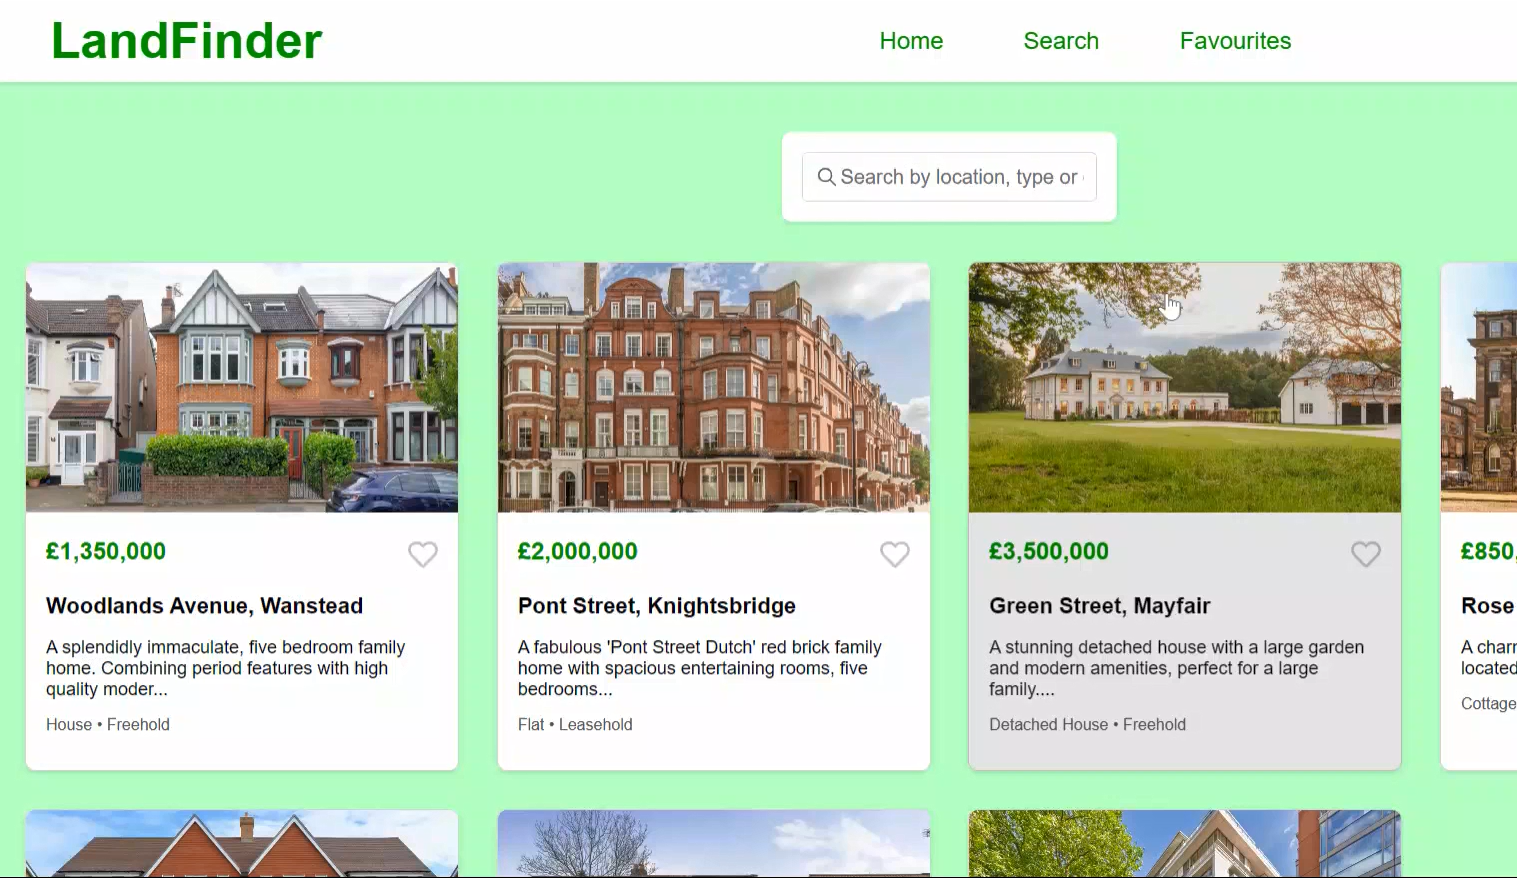 LandFinder
Home
Search
Favourites
Search by location, type or
£1,350,000
Woodlands Avenue, Wanstead
A splendidly immaculate, five bedroom family
home. Combining period features with high
quality moder...
House • Freehold
£2,000,000
Pont Street, Knightsbridge
A fabulous 'Pont Street Dutch' red brick family
home with spacious entertaining rooms, five
bedrooms...
Flat • Leasehold
£3,500,000
Green Street, Mayfair
A stunning detached house with a large garden
and modern amenities, perfect for a large
family....
Detached House • Freehold
£850,
Rose
A char
located
Cottage